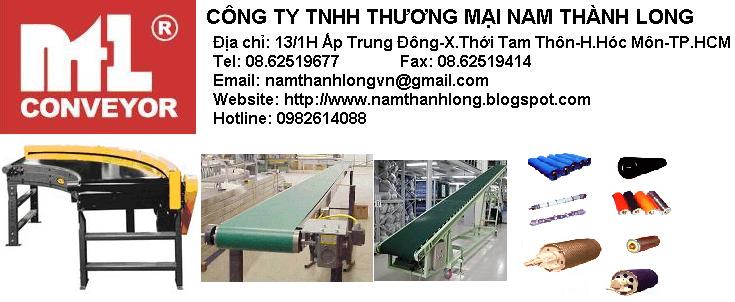 NTL ®
CONVEYOR
CÔNG TY TNHH THƯƠNG MẠI NAM THÀNH LONG
Địa chỉ: 13/1H Ấp Trung Đông-X.Thới Tam Thôn-H.Hóc Môn-TP.HCM
Tel: 08.62519677 Fax: 08.62519414
Email: namthanhlongvn@gmail.com
Website: http://www.namthanhlong.blogspot.com
Hotline: 0982614088